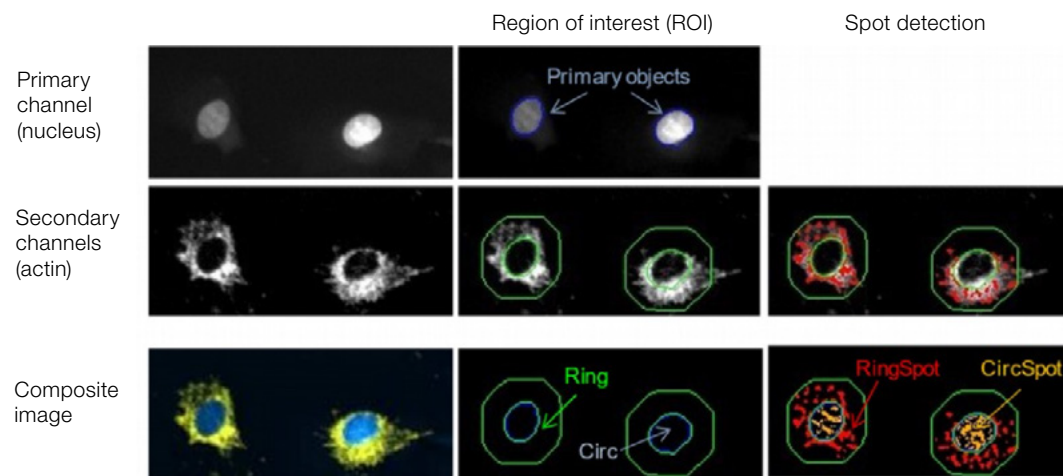 Region of interest (ROI)
Spot detection
Primary
channel
(nucleus)
Primary objects
Secondary
channels
(actin)
Composite
image
Ring
Circ
RingSpot
CircSpot